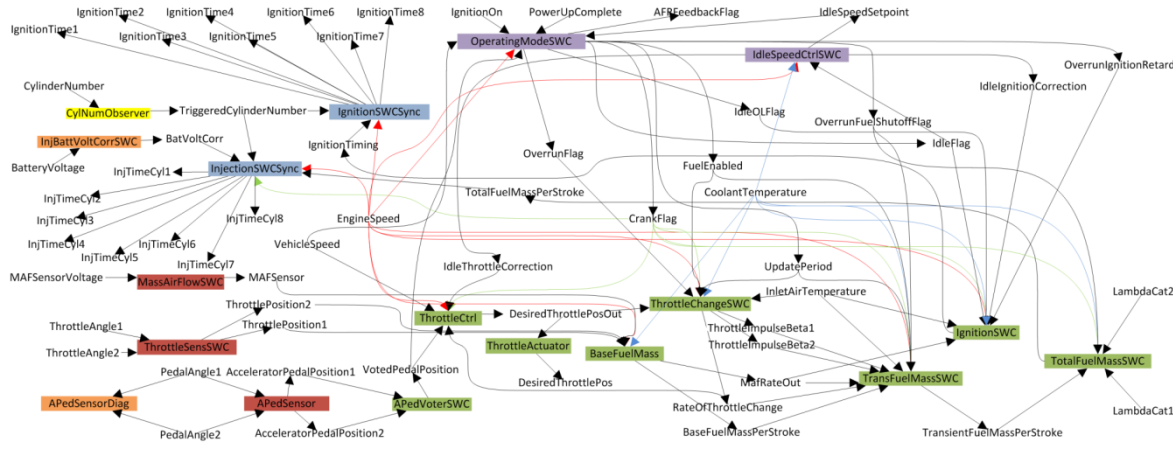 IgnitionTime2
IgnitionTime4
IgnitionTime6
IgnitionTime8
IgnitionOn
PowerUpComplete
AFRFeedbackFlag
IdleSpeedSetpoint
IgnitionTime1
IgnitionTime3
IgnitionTime5
IgnitionTime7
OperatingModeSWC
IdleSpeedCtrlSWC
OverrunIgnitionRetard
CylinderNumber
IdleIgnitionCorrection
CylNumObserver
TriggeredCylinderNumber
IgnitionSWCSync
IdleOLFlag
OverrunFuelShutoffFlag
InjBattVoltCorrSWC
BatVoltCorr
IgnitionTiming
IdleFlag
OverrunFlag
BatteryVoltage
InjectionSWCSync
FuelEnabled
InjTimeCyl1
TotalFuelMassPerStroke
CoolantTemperature
InjTimeCyl2
InjTimeCyl3
InjTimeCyl8
EngineSpeed
CrankFlag
InjTimeCyl4
InjTimeCyl6
InjTimeCyl5
VehicleSpeed
InjTimeCyl7
IdleThrottleCorrection
UpdatePeriod
MAFSensorVoltage
MassAirFlowSWC
MAFSensor
InletAirTemperature
LambdaCat2
ThrottlePosition2
ThrottleChangeSWC
ThrottleCtrl
DesiredThrottlePosOut
ThrottleAngle1
ThrottlePosition1
ThrottleImpulseBeta1
IgnitionSWC
ThrottleSensSWC
ThrottleActuator
ThrottleImpulseBeta2
ThrottleAngle2
BaseFuelMass
TotalFuelMassSWC
PedalAngle1
AcceleratorPedalPosition1
VotedPedalPosition
DesiredThrottlePos
MafRateOut
TransFuelMassSWC
APedSensorDiag
APedSensor
APedVoterSWC
RateOfThrottleChange
LambdaCat1
PedalAngle2
AcceleratorPedalPosition2
BaseFuelMassPerStroke
TransientFuelMassPerStroke